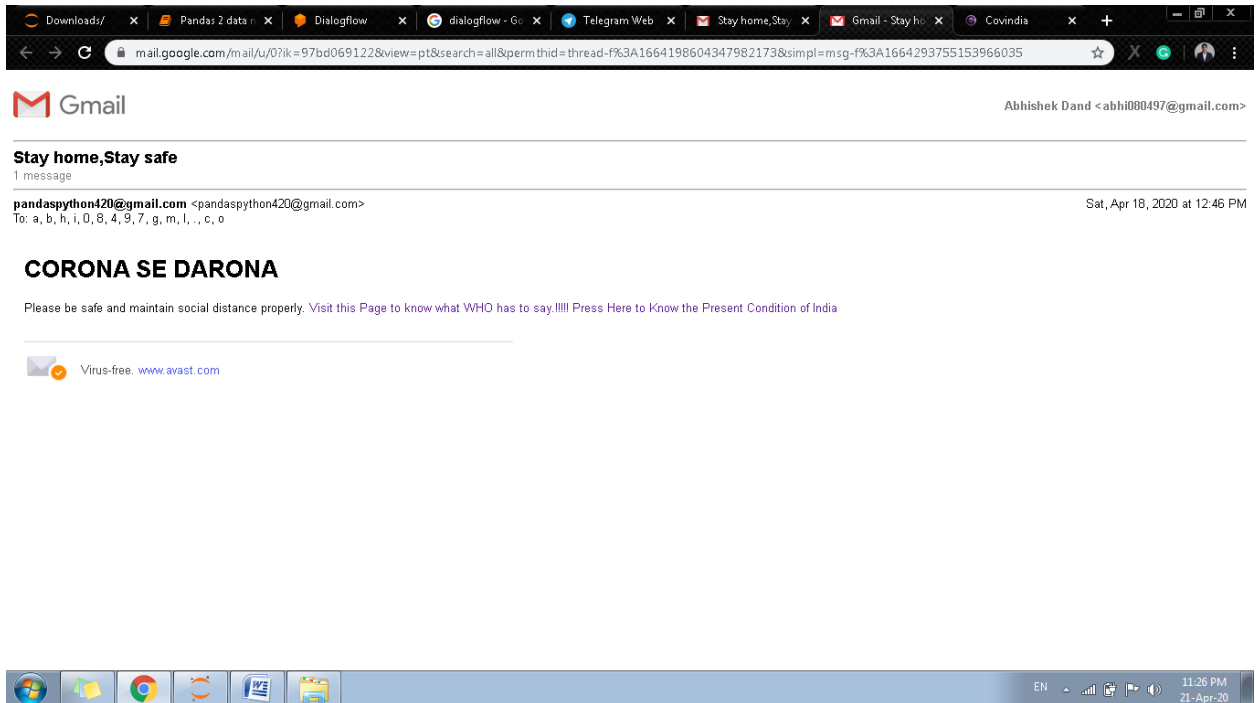 Downloads/ Pandas 2 data r Dialogflow dialogflow - Go Telegram Web Stay home,Stay Gmail - Stay ho Covindia
mail.google.com/mail/u/0?ik=97bd069122&view=pt&search=all&permthid=thread-f%3A1664198604347982173&simpl=msg-f%3A1664293755153966035
Gmail Abhishek Dand <abhi080497@gmail.com>
Stay home,Stay safe
1 message
pandaspython420@gmail.com <pandaspython420@gmail.com> Sat, Apr 18, 2020 at 12:46 PM
To: a, b, h, i, 0, 8, 4, 9, 7, g, m, l, ., c, o
CORONA SE DARONA
Please be safe and maintain social distance properly. Visit this Page to know what WHO has to say.!!!!! Press Here to Know the Present Condition of India
Virus-free. www.avast.com
EN 11:26 PM
21-Apr-20